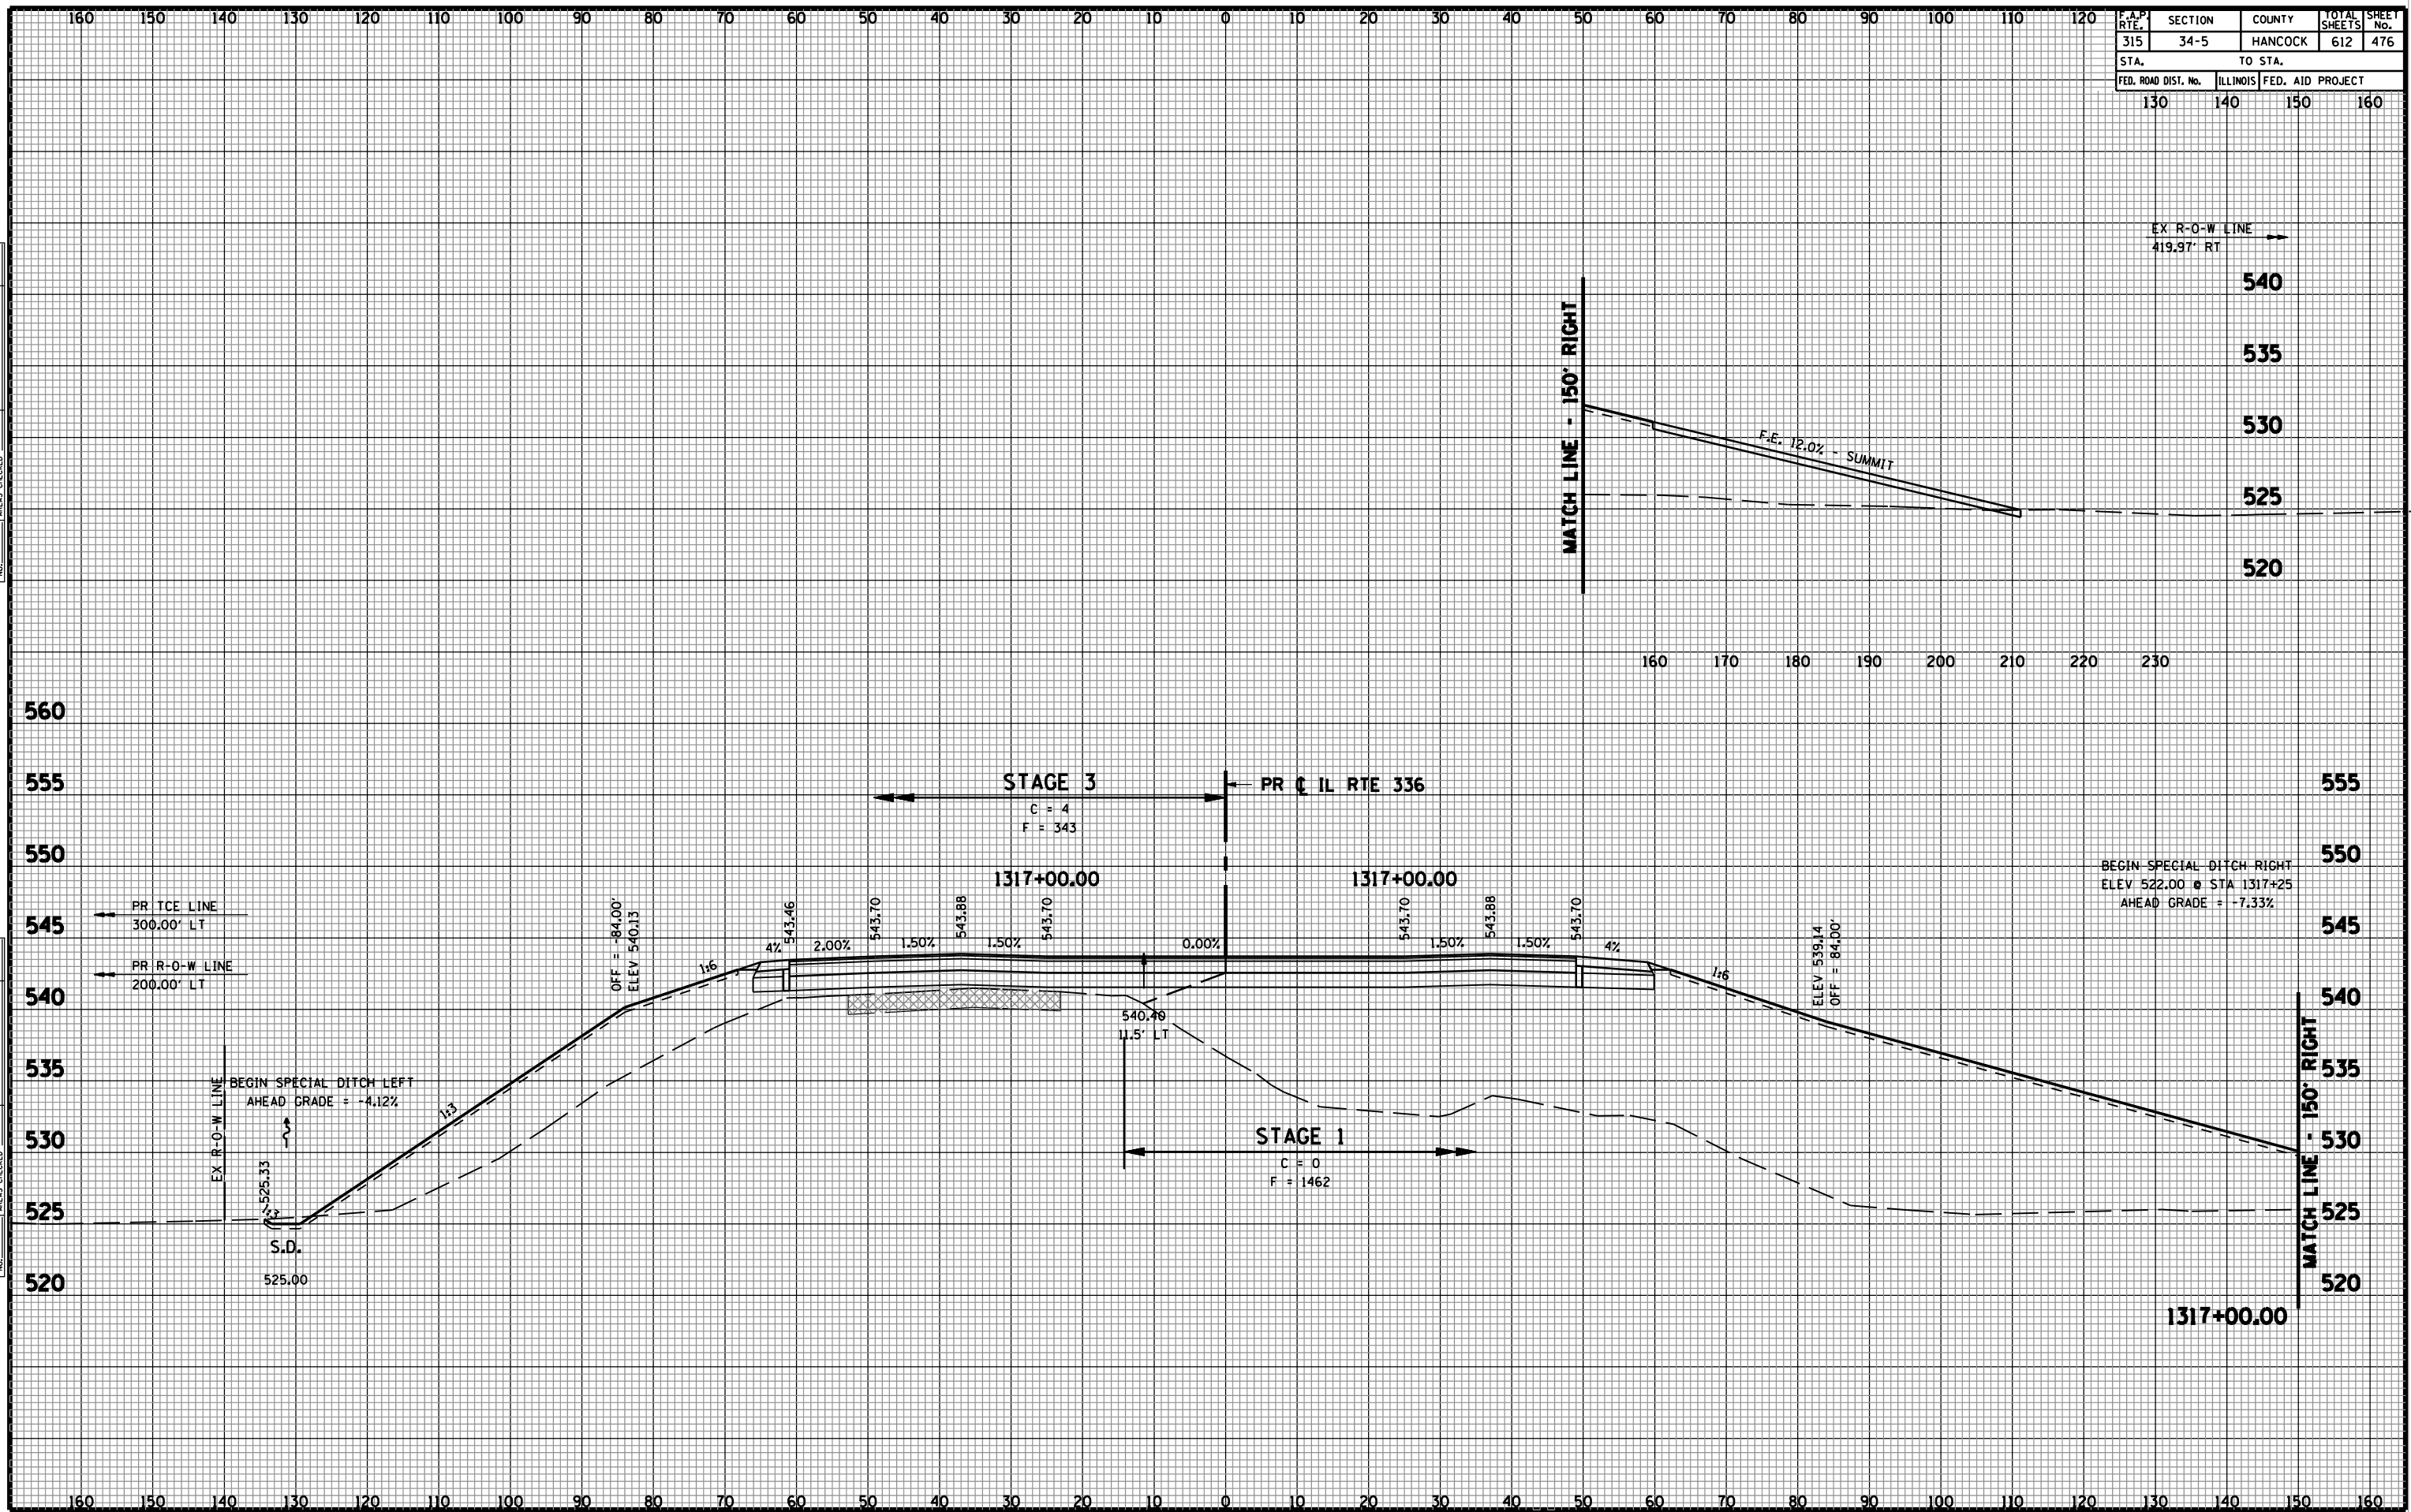 160 150 140 130 120 110 100 90 80 70 60 50 40 30 20 10 0 10 20 30 40 50 60 70 80 90 100 110 120
F.A.P. RTE. SECTION COUNTY TOTAL SHEETS SHEET No.
315 34-5 HANCOCK 612 476
STA. TO STA.
FED. ROAD DIST. No. ILLINOIS FED. AID PROJECT
130 140 150 160
EX R-O-W LINE
419.97' RT
540
535
530
525
520
MATCH LINE - 150' RIGHT
F.E. 12.0% - SUMMIT
160 170 180 190 200 210 220 230
560
555
550
545
540
535
530
525
520
STAGE 3
C = 4
F = 343
PR ℄ IL RTE 336
1317+00.00
1317+00.00
555
550
545
540
535
530
525
520
BEGIN SPECIAL DITCH RIGHT
ELEV 522.00 @ STA 1317+25
AHEAD GRADE = -7.33%
PR TCE LINE
300.00' LT
PR R-O-W LINE
200.00' LT
OFF = -84.00'
ELEV 540.13
1:6
4%
543.46
2.00%
543.70
1.50%
543.88
1.50%
543.70
0.00%
543.70
1.50%
543.88
1.50%
543.70
4%
1:6
ELEV 539.14
OFF = 84.00'
540.40
11.5' LT
EX R-O-W LINE
BEGIN SPECIAL DITCH LEFT
AHEAD GRADE = -4.12%
1:3
525.33
1:3
S.D.
525.00
STAGE 1
C = 0
F = 1462
MATCH LINE - 150' RIGHT
1317+00.00
160 150 140 130 120 110 100 90 80 70 60 50 40 30 20 10 0 10 20 30 40 50 60 70 80 90 100 110 120 130 140 150 160